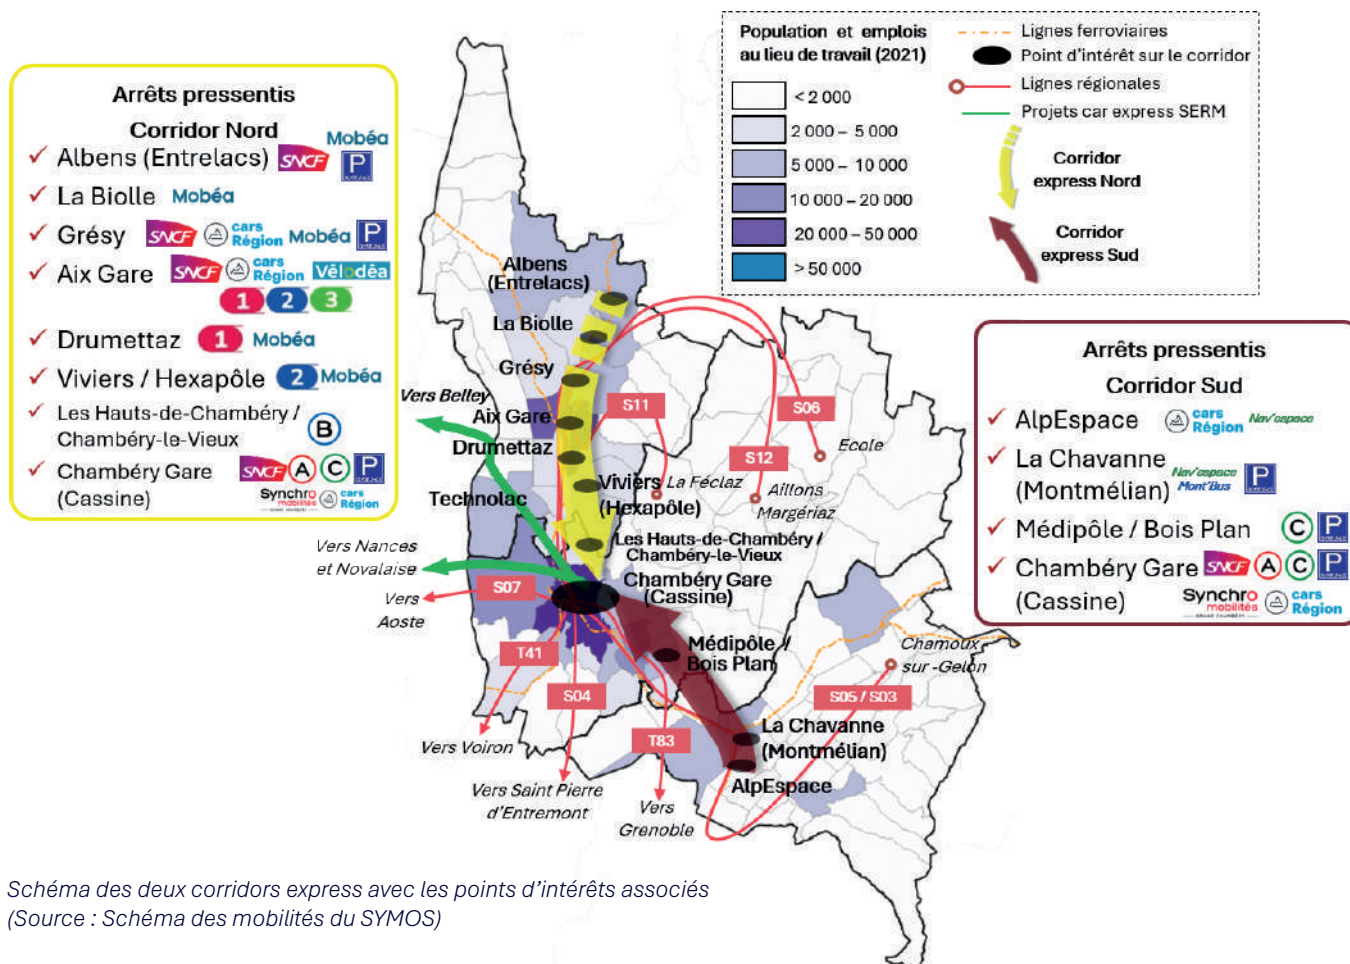 Arrêts pressentis
Corridor Nord
Albens (Entrelacs) SNCF Mobéa P
La Biolle Mobéa
Grésy SNCF cars Région Mobéa P
Aix Gare SNCF cars Région Vélodéa
1 2 3
Drumettaz 1 Mobéa
Viviers / Hexapôle 2 Mobéa
Les Hauts-de-Chambéry /
Chambéry-le-Vieux B
Chambéry Gare SNCF A C P
(Cassine) Synchro mobilités cars Région
Population et emplois
au lieu de travail (2021)
< 2 000
2 000 – 5 000
5 000 – 10 000
10 000 – 20 000
20 000 – 50 000
> 50 000
Lignes ferroviaires
Point d'intérêt sur le corridor
Lignes régionales
Projets car express SERM
Corridor
express Nord
Corridor
express Sud
Arrêts pressentis
Corridor Sud
AlpEspace cars Région Nav'espace
La Chavanne Nav'espace
(Montmélian) Mont'Bus P
Médipôle / Bois Plan C P
Chambéry Gare SNCF A C P
(Cassine) Synchro mobilités cars Région
Albens
(Entrelacs)
La Biolle
Grésy
Vers Belley
Aix Gare
S11
S06
Drumettaz
Ecole
S12
Technolac
Viviers
(Hexapôle)
La Féclaz
Aillons
Margériaz
Vers Nances
et Novalaise
Les Hauts-de-Chambéry /
Chambéry-le-Vieux
Chambéry Gare
(Cassine)
S07
Vers
Aoste
T41
Médipôle /
Bois Plan
Chamoux
sur -Gelon
S04
S05 / S03
T83
La Chavanne
(Montmélian)
Vers Voiron
AlpEspace
Vers Saint Pierre
d'Entremont
Vers
Grenoble
Schéma des deux corridors express avec les points d'intérêts associés
(Source : Schéma des mobilités du SYMOS)